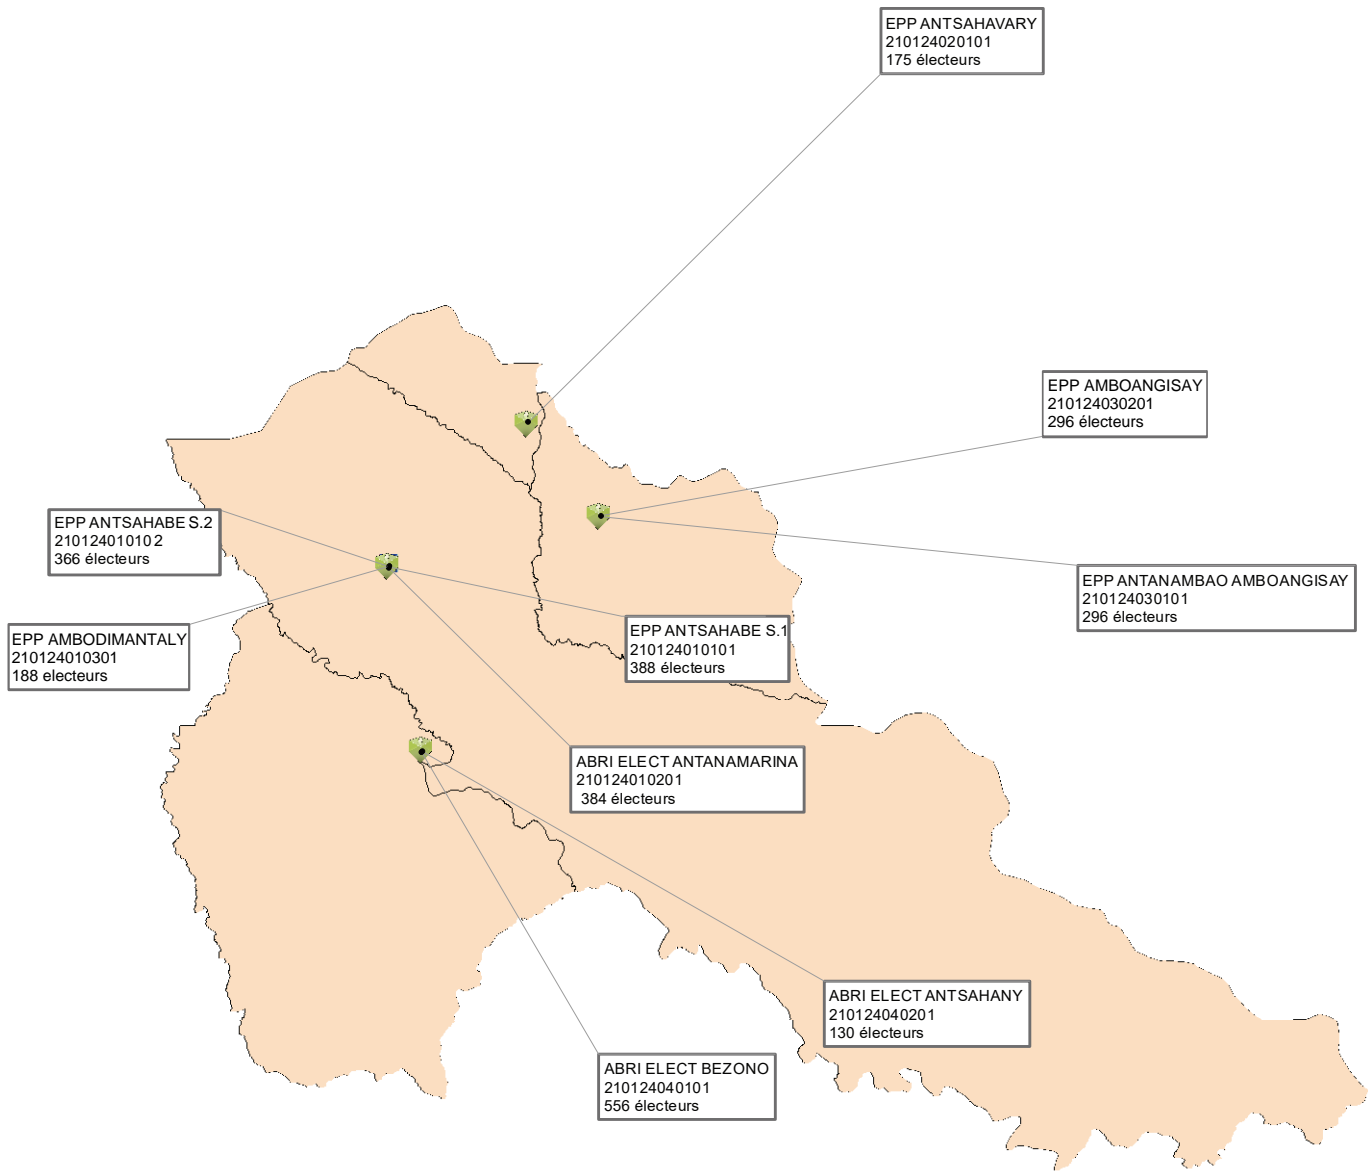 EPP ANTSAHAVARY
210124020101
175 électeurs
EPP AMBOANGISAY
210124030201
296 électeurs
EPP ANTSAHABE S.2
210124010102
366 électeurs
EPP ANTANAMBAO AMBOANGISAY
210124030101
296 électeurs
EPP AMBODIMANTALY
210124010301
188 electeurs
EPP ANTSAHABE S.1
210124010101
388 électeurs
ABRI ELECT ANTANAMARINA
210124010201
384 électeurs
ABRI ELECT ANTSAHANY
210124040201
130 électeurs
ABRI ELECT BEZONO
210124040101
556 électeurs